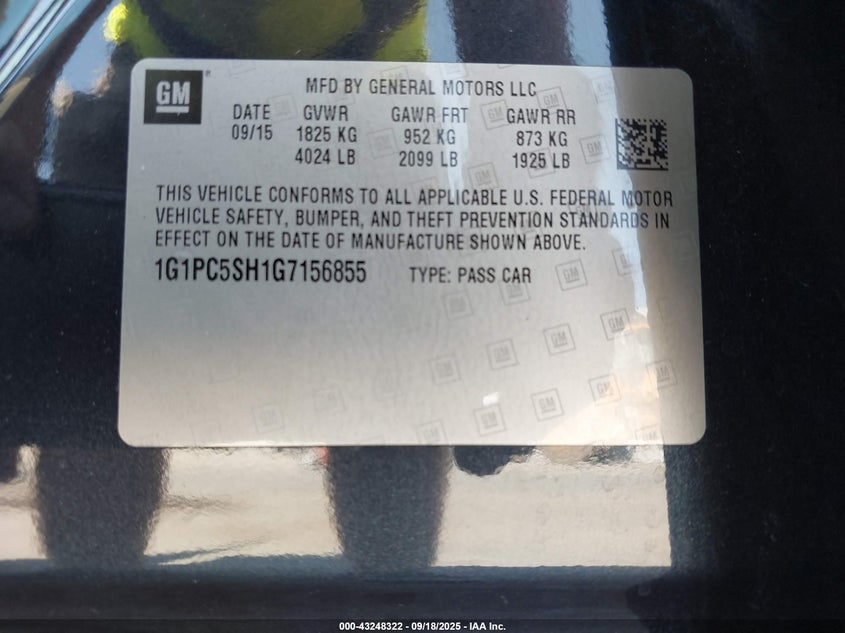 GM
MFD BY GENERAL MOTORS LLC
DATE GVWR GAWR FRT GAWR RR
09/15 1825 KG 952 KG 873 KG
4024 LB 2099 LB 1925 LB
THIS VEHICLE CONFORMS TO ALL APPLICABLE U.S. FEDERAL MOTOR
VEHICLE SAFETY, BUMPER, AND THEFT PREVENTION STANDARDS IN
EFFECT ON THE DATE OF MANUFACTURE SHOWN ABOVE.
1G1PC5SH1G7156855 TYPE: PASS CAR
000-43248322 - 09/18/2025 - IAA Inc.